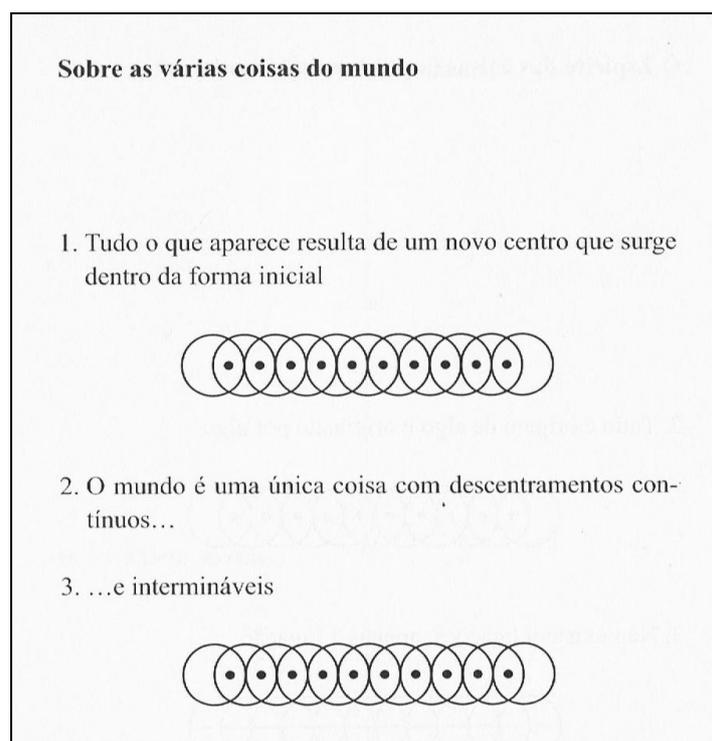 Sobre as várias coisas do mundo
1. Tudo o que aparece resulta de um novo centro que surge
dentro da forma inicial
2. O mundo é uma única coisa com descentramentos con-
tínuos...
3. ...e intermináveis